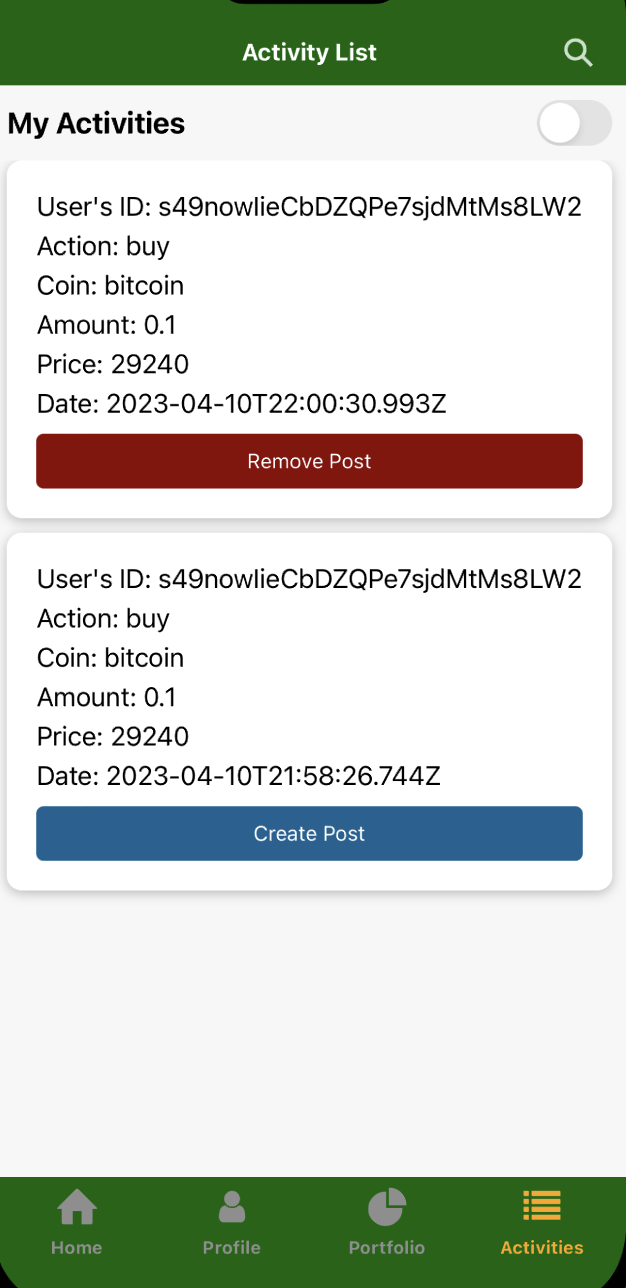 Activity List
My Activities
User's ID: s49nowIieCbDZQPe7sjdMtMs8LW2
Action: buy
Coin: bitcoin
Amount: 0.1
Price: 29240
Date: 2023-04-10T22:00:30.993Z
Remove Post
User's ID: s49nowIieCbDZQPe7sjdMtMs8LW2
Action: buy
Coin: bitcoin
Amount: 0.1
Price: 29240
Date: 2023-04-10T21:58:26.744Z
Create Post
Home
Profile
Portfolio
Activities